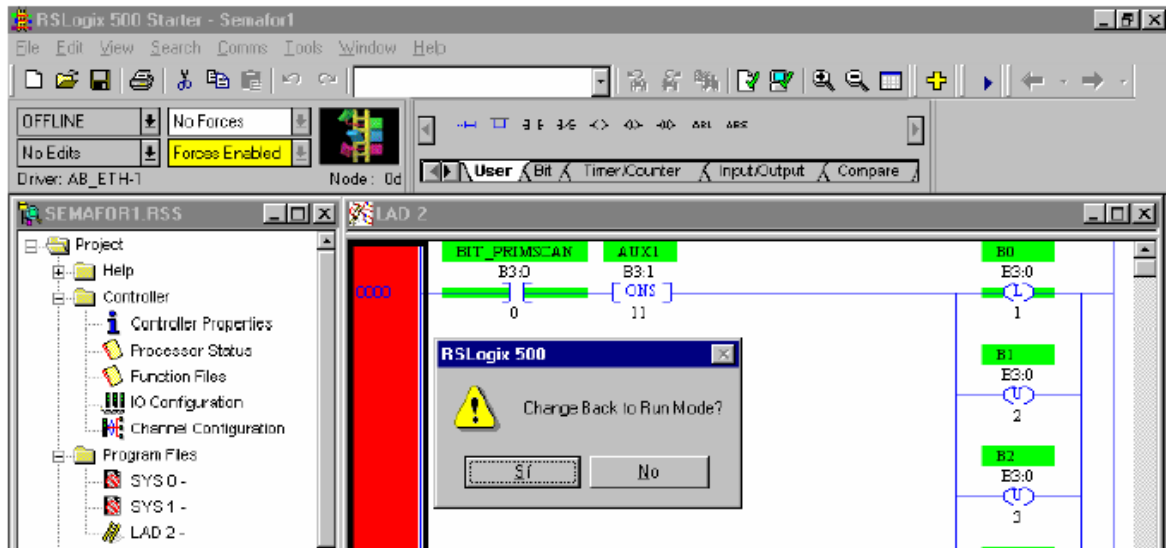 RSLogix 500 Starter - Semafor1
File Edit View Search Comms Tools Window Help
OFFLINE No Forces
No Edits Forces Enabled
Driver: AB_ETH-1 Node: 0d
ABL ABS
User Bit Timer/Counter Input/Output Compare
SEMAFOR1.RSS
Project
Help
Controller
Controller Properties
Processor Status
Function Files
IO Configuration
Channel Configuration
Program Files
SYS 0 -
SYS 1 -
LAD 2 -
LAD 2
BIT_PRIMSCAN AUX1 B0
B3:0 B3:1 B3:0
0000 ONS L
0 11 1
B1
B3:0
U
2
B2
B3:0
U
3
RSLogix 500
Change Back to Run Mode?
Sí No